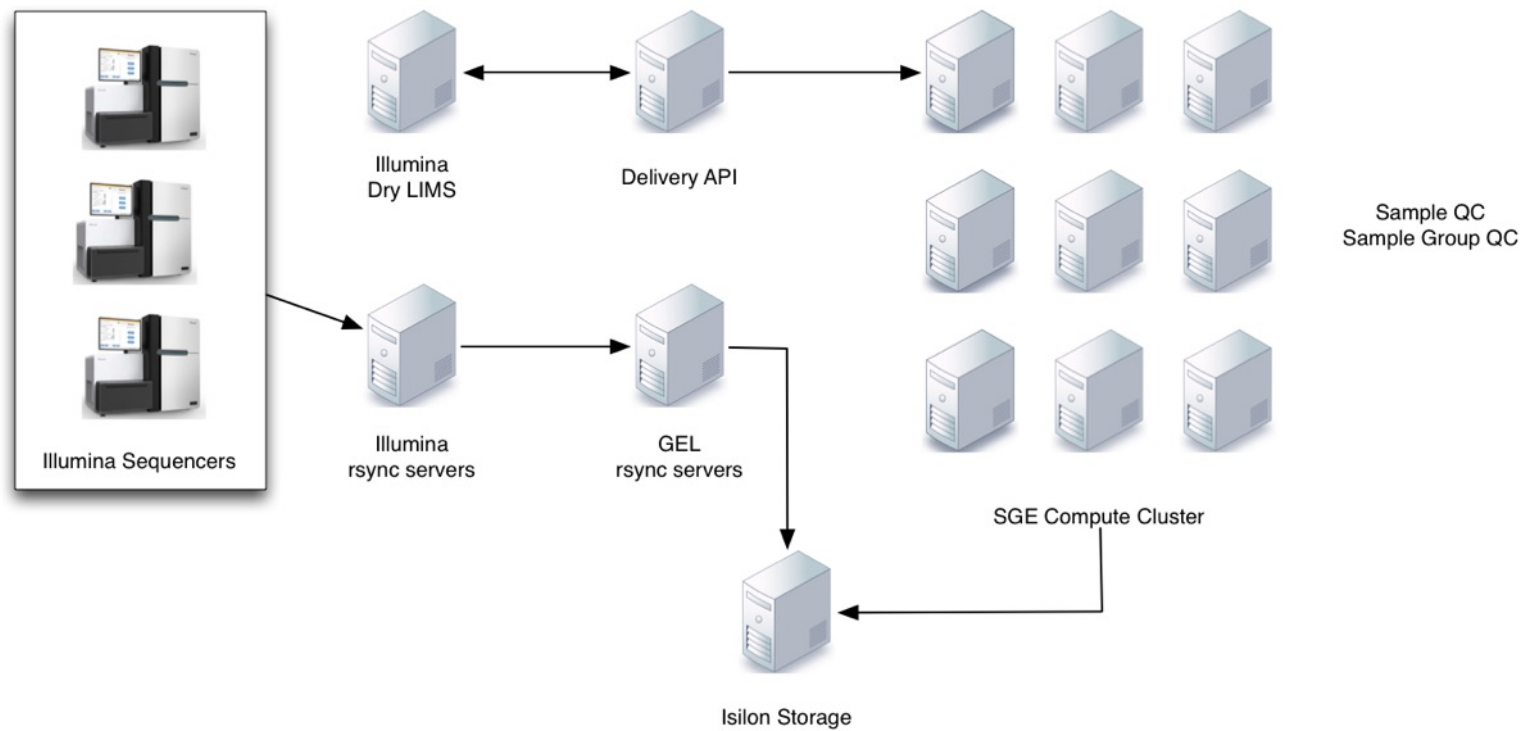 Illumina
Dry LIMS
Delivery API
Sample QC
Sample Group QC
Illumina Sequencers
Illumina
rsync servers
GEL
rsync servers
SGE Compute Cluster
Isilon Storage